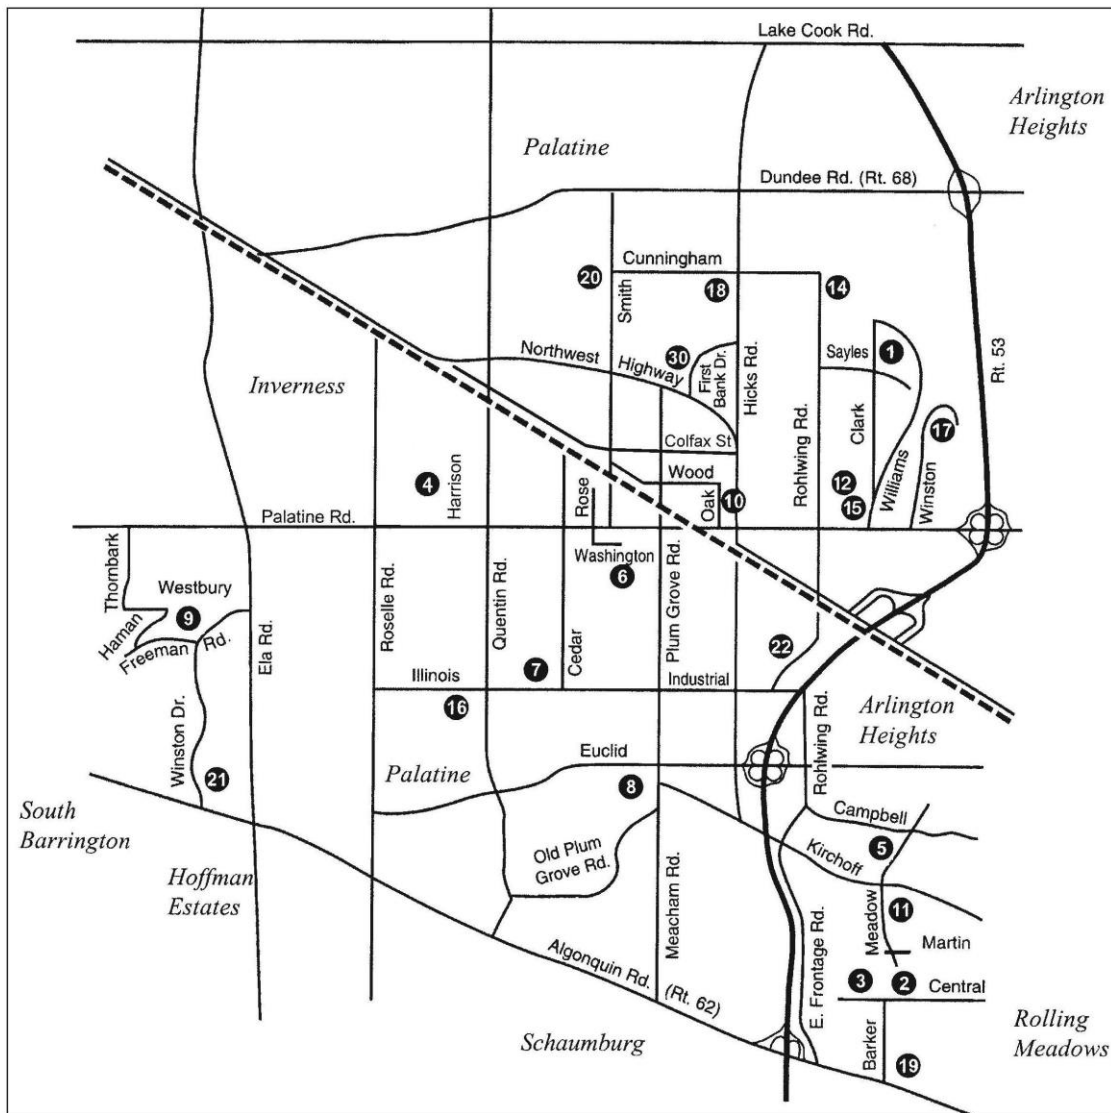 Lake Cook Rd.
Arlington
Heights
Palatine
Dundee Rd. (Rt. 68)
Cunningham
20
18
14
Smith
Northwest Highway
30
First
Bank Dr.
Hicks Rd.
Sayles
1
Rt. 53
Inverness
Colfax St
Rohlwing Rd.
Clark
17
Wood
4
Harrison
Rose
Oak
10
12
15
Williams
Winston
Palatine Rd.
Washington
6
Thornbark
Westbury
9
Haman
Freeman Rd.
Ela Rd.
Roselle Rd.
Quentin Rd.
Cedar
Plum Grove Rd.
22
7
Illinois
Industrial
16
Arlington
Heights
Rohlwing Rd.
Winston Dr.
21
Euclid
Palatine
8
South
Barrington
Campbell
5
Kirchoff
Old Plum
Grove Rd.
Hoffman
Estates
Meadow
11
Meacham Rd.
E. Frontage Rd.
Martin
Algonquin Rd. (Rt. 62)
3
2
Central
Schaumburg
Barker
19
Rolling
Meadows